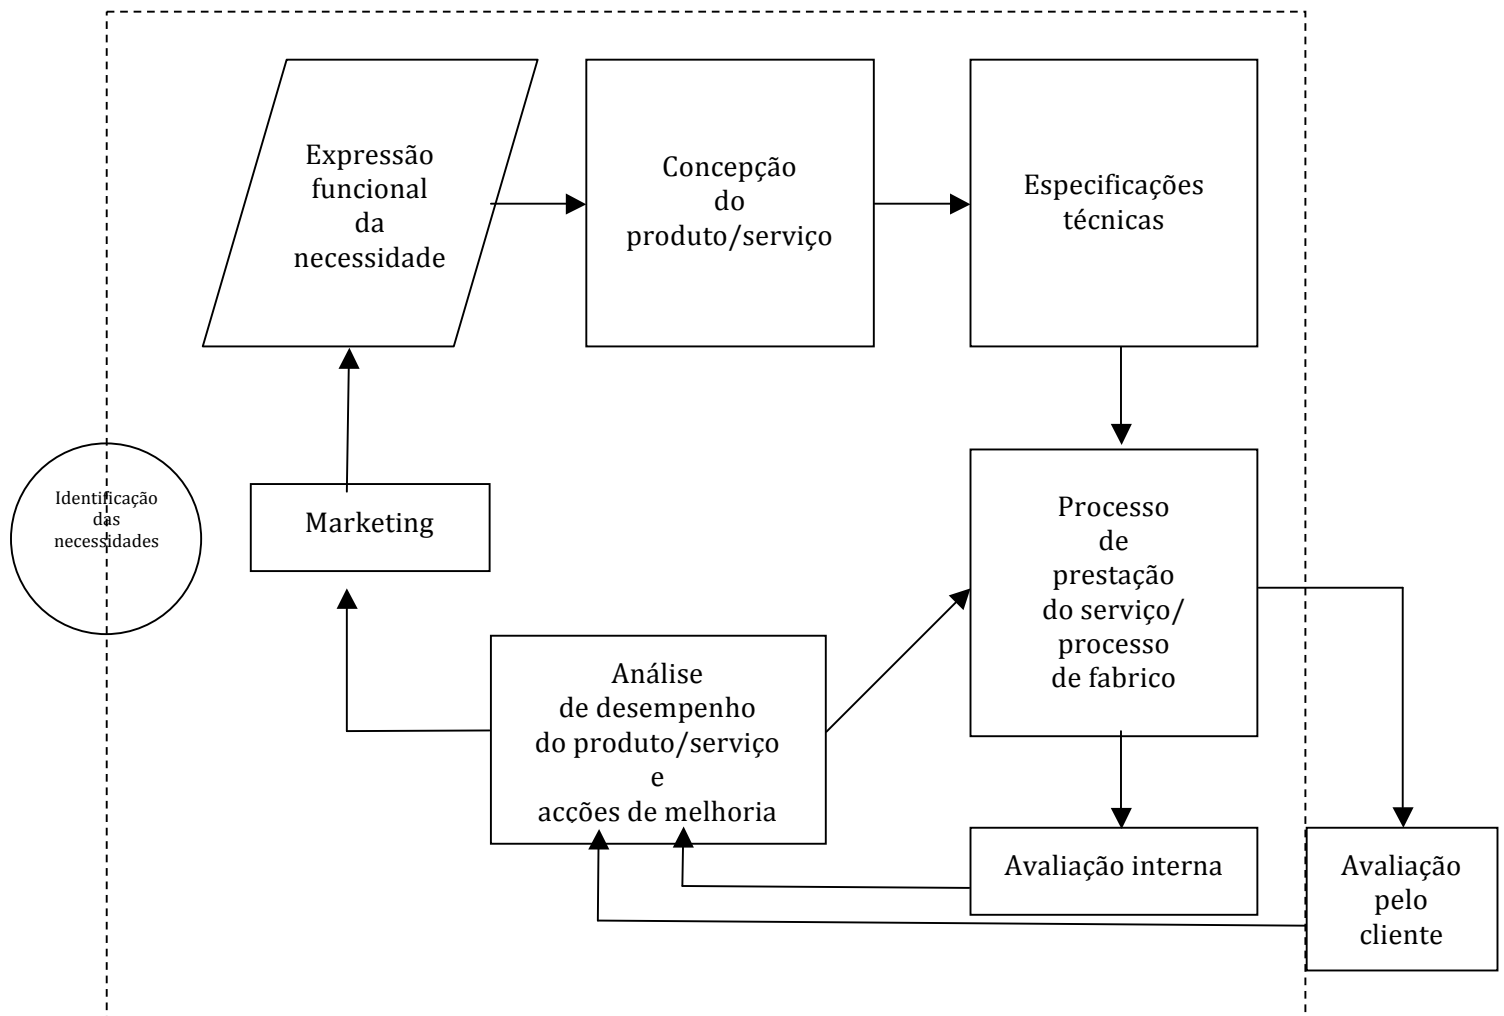 Expressão
funcional
da
necessidade
Concepção
do
produto/serviço
Especificações
técnicas
Identificação
das
necessidades
Marketing
Processo
de
prestação
do serviço/
processo
de fabrico
Análise
de desempenho
do produto/serviço
e
acções de melhoria
Avaliação interna
Avaliação
pelo
cliente